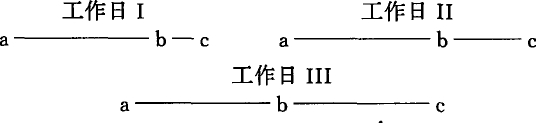 工作日 I 工作日 II
a ——— b — c a ——— b —— c
工作日 III
a ——— b ——— c